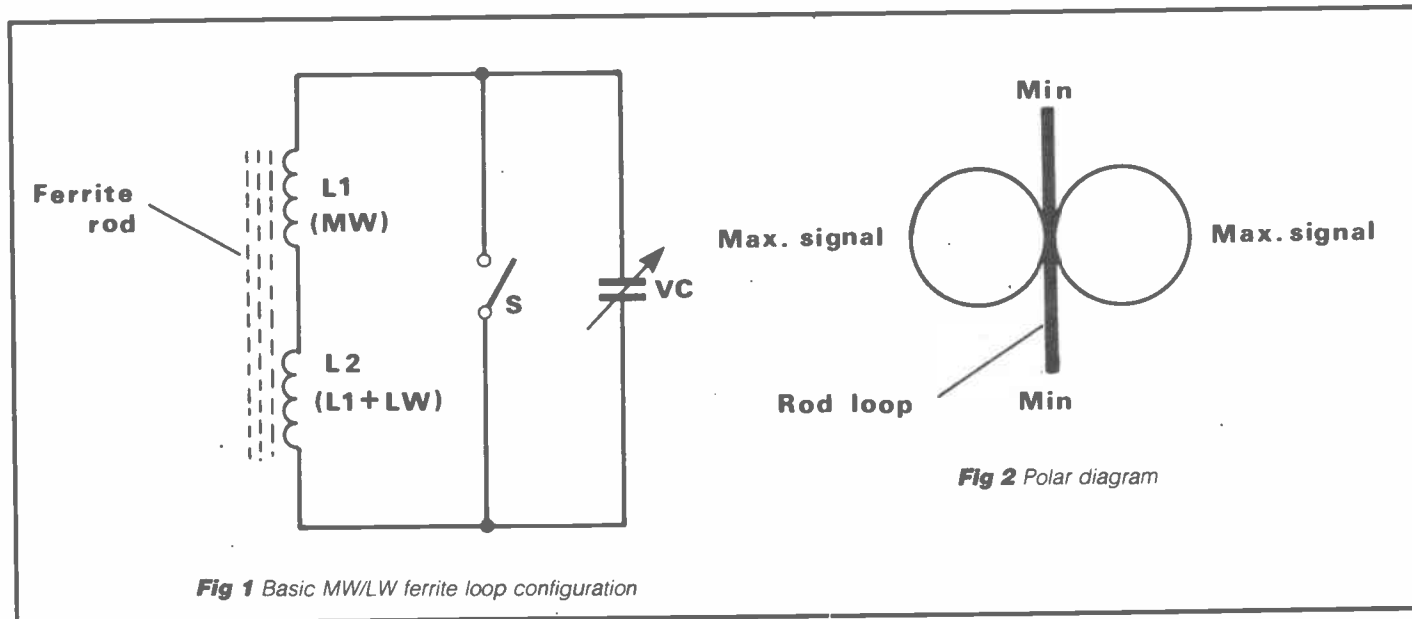 Ferrite
rod
L1
(MW)
L2
(L1+LW)
S
VC
Fig 1 Basic MW/LW ferrite loop configuration
Min
Max. signal
Max. signal
Rod loop
Min
Fig 2 Polar diagram